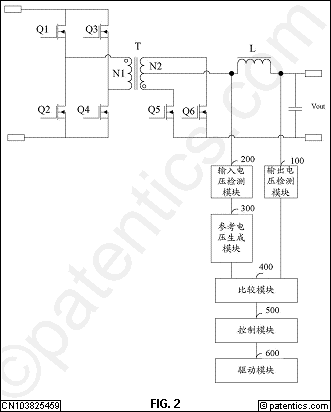 Q1
Q3
T
L
N1
N2
Q2
Q4
Q5
Q6
Vout
200
100
输入电
压检测
模块
输出电
压检测
模块
300
参考电
压生成
模块
400
比较模块
500
控制模块
600
驱动模块
©patentics.com
CN103825459
FIG. 2
© patentics.com